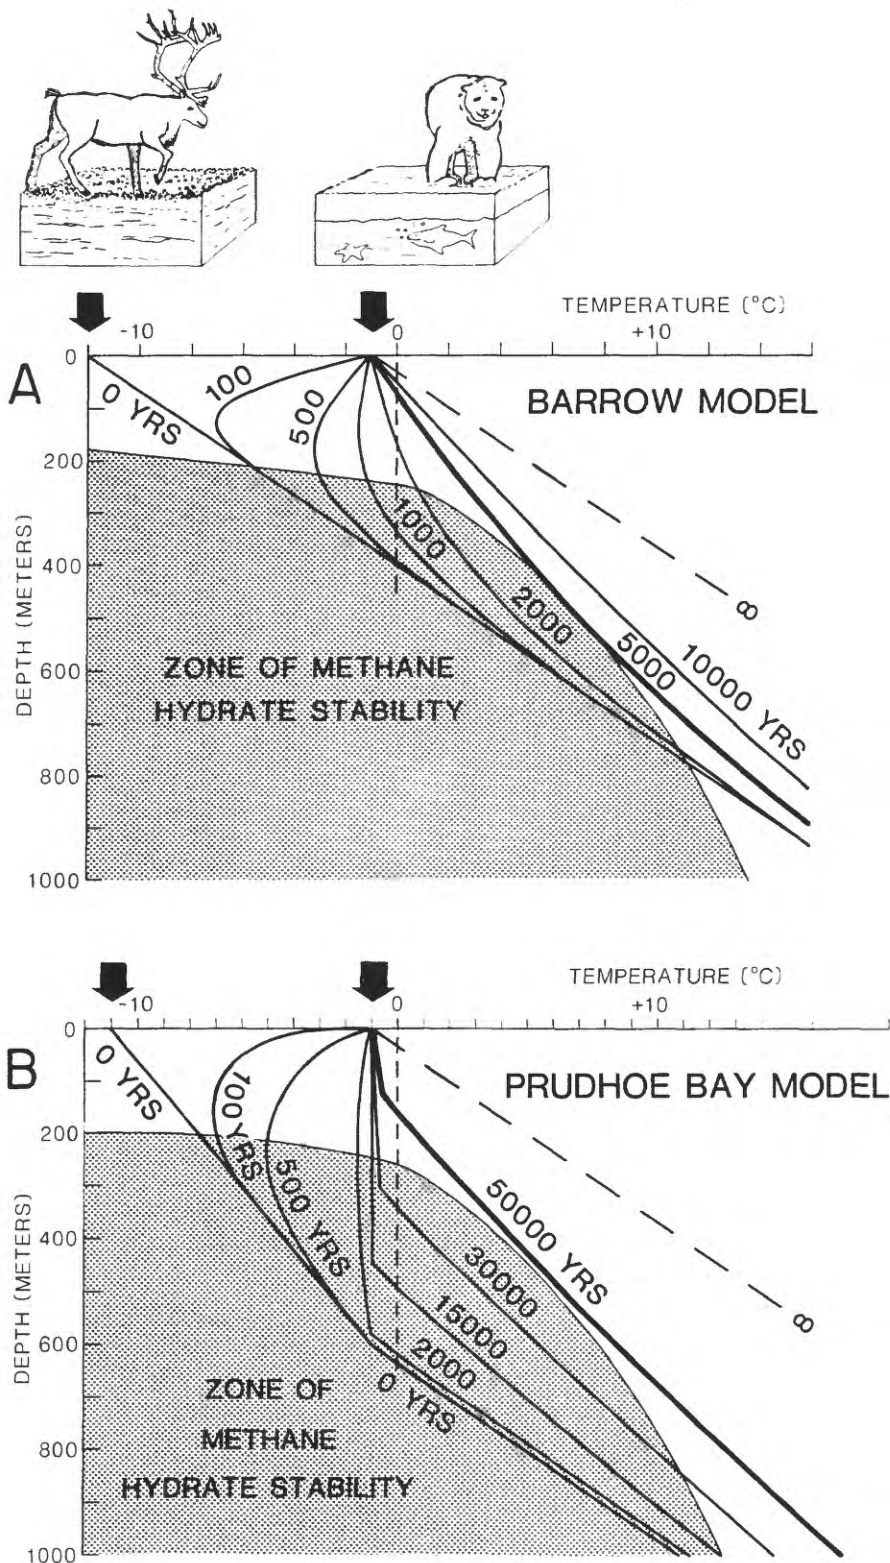 TEMPERATURE (°C)
-10
0
+10
A
BARROW MODEL
0
200
400
600
800
1000
DEPTH (METERS)
0 YRS
100
500
1000
2000
5000
10000 YRS
∞
ZONE OF METHANE
HYDRATE STABILITY
TEMPERATURE (°C)
-10
0
+10
B
PRUDHOE BAY MODEL
0
200
400
600
800
1000
DEPTH (METERS)
0 YRS
100 YRS
500 YRS
50000 YRS
30000
15000
2000
0 YRS
∞
ZONE OF
METHANE
HYDRATE STABILITY